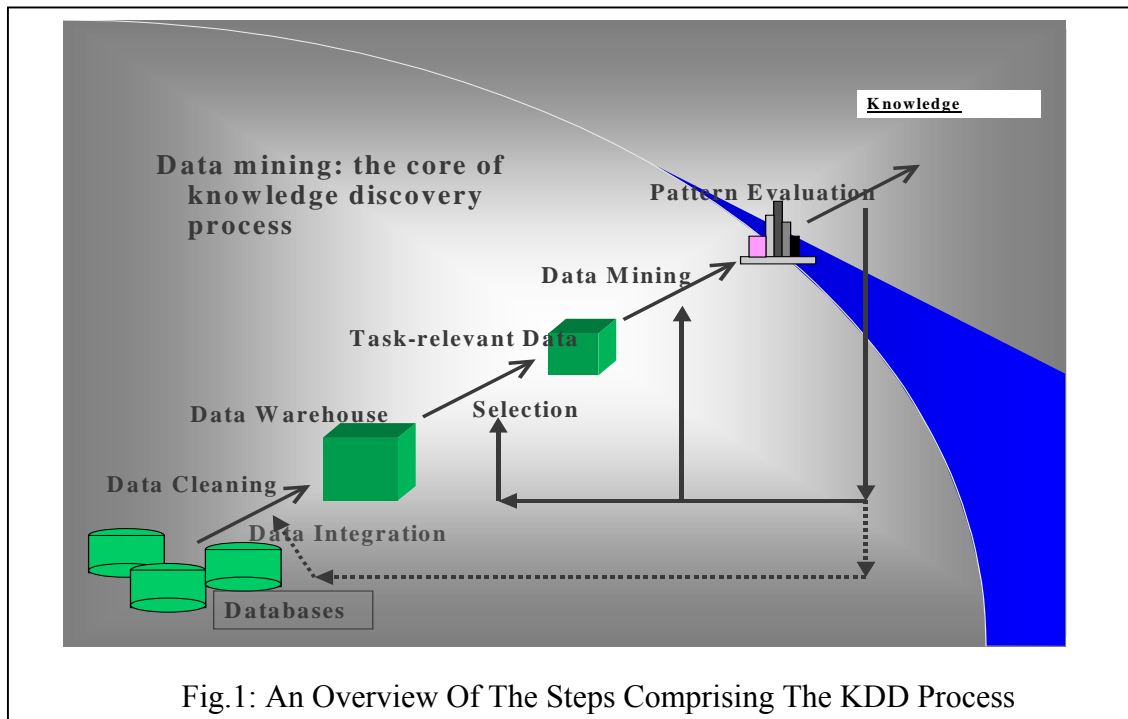 Knowledge
Data mining: the core of
knowledge discovery
process
Pattern Evaluation
Data Mining
Task-relevant Data
Selection
Data Warehouse
Data Cleaning
Data Integration
Databases
Fig.1: An Overview Of The Steps Comprising The KDD Process